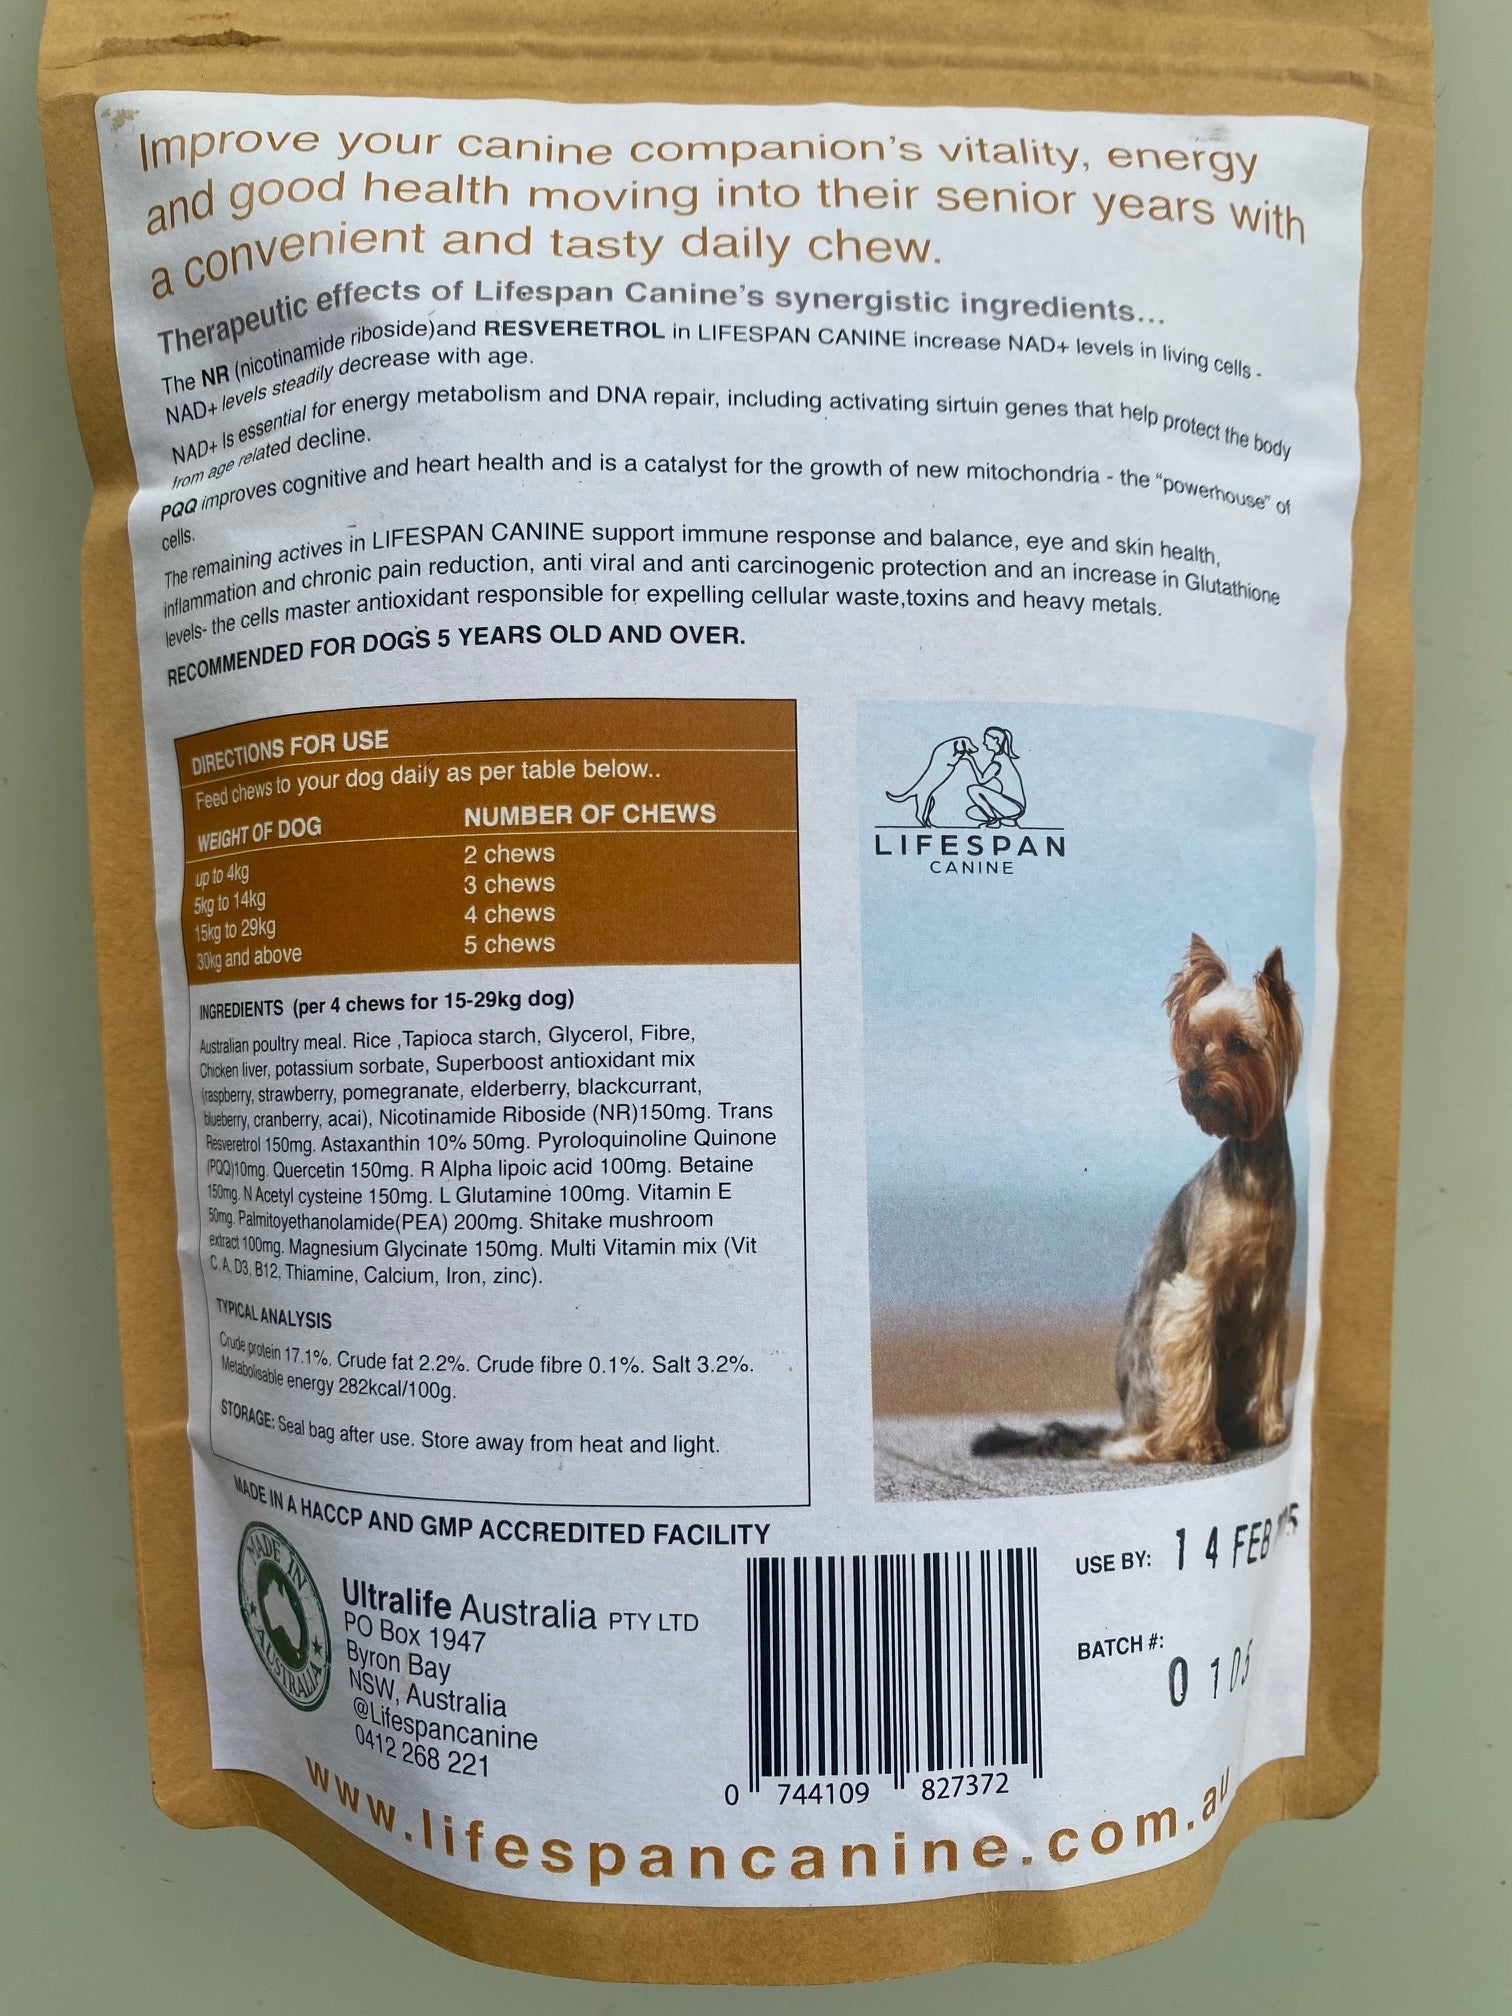 Improve your canine companion's vitality, energy
and good health moving into their senior years with
a convenient and tasty daily chew.
Therapeutic effects of Lifespan Canine's synergistic ingredients...
The NR (nicotinamide riboside)and RESVERETROL in LIFESPAN CANINE increase NAD+ levels in living cells -
NAD+ levels steadily decrease with age.
NAD+ Is essential for energy metabolism and DNA repair, including activating sirtuin genes that help protect the body
from age related decline.
PQQ improves cognitive and heart health and is a catalyst for the growth of new mitochondria - the "powerhouse" of
cells.
The remaining actives in LIFESPAN CANINE support immune response and balance, eye and skin health,
inflammation and chronic pain reduction, anti viral and anti carcinogenic protection and an increase in Glutathione
levels- the cells master antioxidant responsible for expelling cellular waste,toxins and heavy metals.
RECOMMENDED FOR DOG'S 5 YEARS OLD AND OVER.
DIRECTIONS FOR USE
Feed chews to your dog daily as per table below..
WEIGHT OF DOG NUMBER OF CHEWS
up to 4kg 2 chews
5kg to 14kg 3 chews
15kg to 29kg 4 chews
30kg and above 5 chews
INGREDIENTS (per 4 chews for 15-29kg dog)
Australian poultry meal. Rice ,Tapioca starch, Glycerol, Fibre,
Chicken liver, potassium sorbate, Superboost antioxidant mix
(raspberry, strawberry, pomegranate, elderberry, blackcurrant,
blueberry, cranberry, acai), Nicotinamide Riboside (NR)150mg. Trans
Resveretrol 150mg. Astaxanthin 10% 50mg. Pyroloquinoline Quinone
(PQQ)10mg. Quercetin 150mg. R Alpha lipoic acid 100mg. Betaine
150mg. N Acetyl cysteine 150mg. L Glutamine 100mg. Vitamin E
50mg. Palmitoyethanolamide(PEA) 200mg. Shitake mushroom
extract 100mg. Magnesium Glycinate 150mg. Multi Vitamin mix (Vit
C, A, D3, B12, Thiamine, Calcium, Iron, zinc).
TYPICAL ANALYSIS
Crude protein 17.1%. Crude fat 2.2%. Crude fibre 0.1%. Salt 3.2%.
Metabolisable energy 282kcal/100g.
STORAGE: Seal bag after use. Store away from heat and light.
LIFESPAN
CANINE
MADE IN A HACCP AND GMP ACCREDITED FACILITY
MADE IN
AUSTRALIA
Ultralife Australia PTY LTD
PO Box 1947
Byron Bay
NSW, Australia
@Lifespancanine
0412 268 221
0 744109 827372
USE BY: 14 FEB
BATCH #:
0105
www.lifespancanine.com.au